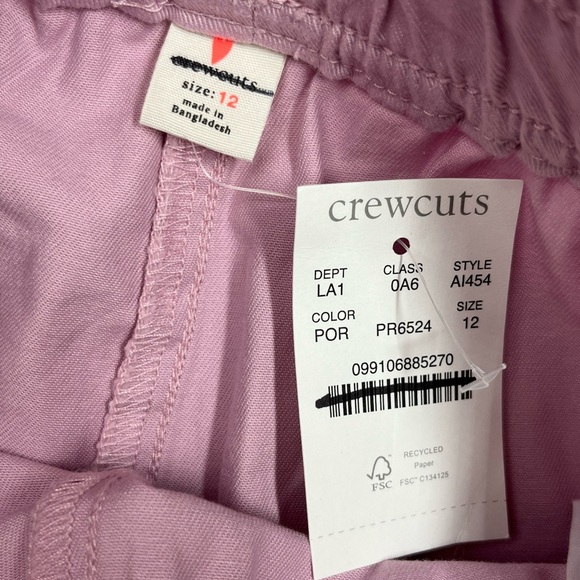 crewcuts
size: 12
made in
Bangladesh
crewcuts
DEPT CLASS STYLE
LA1 0A6 AI454
COLOR SIZE
POR PR6524 12
099106885270
RECYCLED
Paper
FSC FSC® C134125